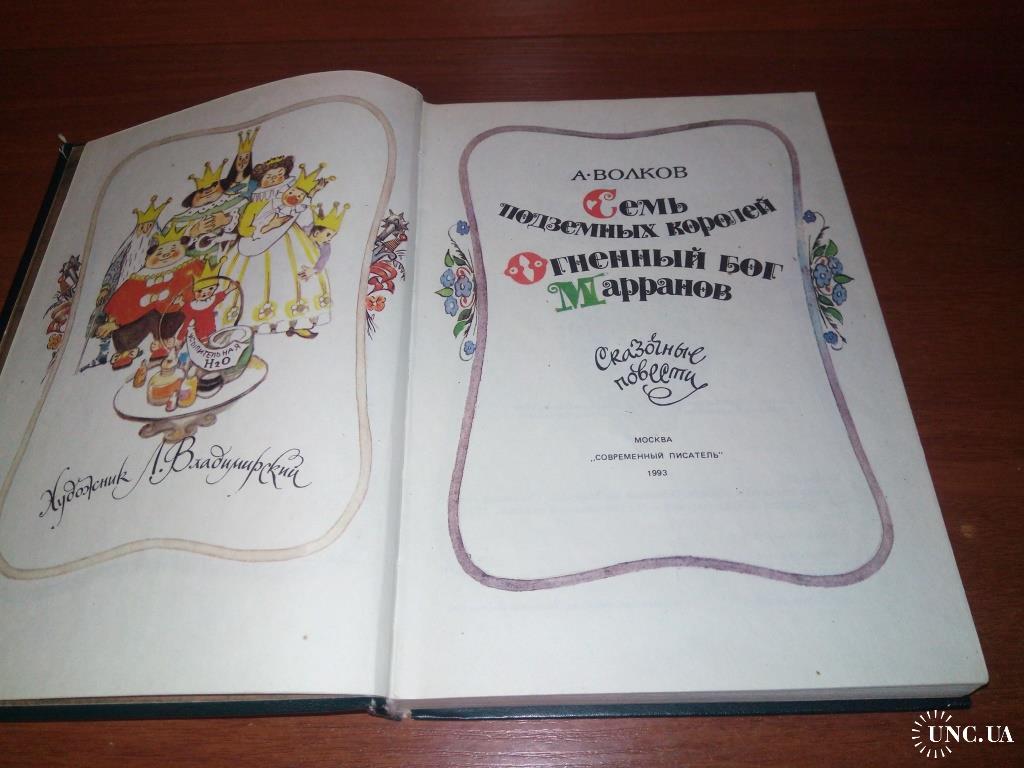 УСЫПИТЕЛЬНАЯ
H2O
Художник Л. Владимирский
А·ВОЛКОВ
Семь
подземных королей
Огненный бог
Марранов
Сказочные
повести
МОСКВА
„СОВРЕМЕННЫЙ ПИСАТЕЛЬ"
1993
UNC.UA